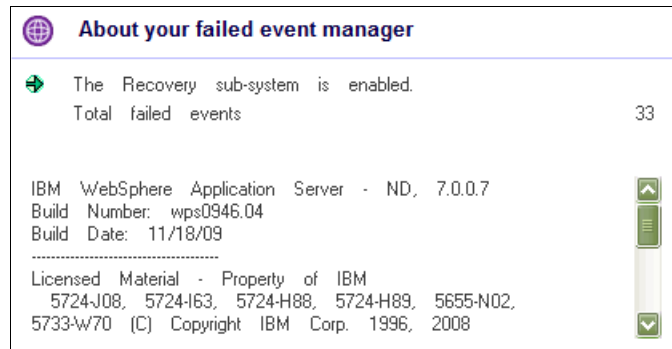 About your failed event manager
The Recovery sub-system is enabled.
Total failed events 33
IBM WebSphere Application Server - ND, 7.0.0.7
Build Number: wps0946.04
Build Date: 11/18/09
----------------------------------------
Licensed Material - Property of IBM
5724-J08, 5724-I63, 5724-H88, 5724-H89, 5655-N02,
5733-W70 (C) Copyright IBM Corp. 1996, 2008